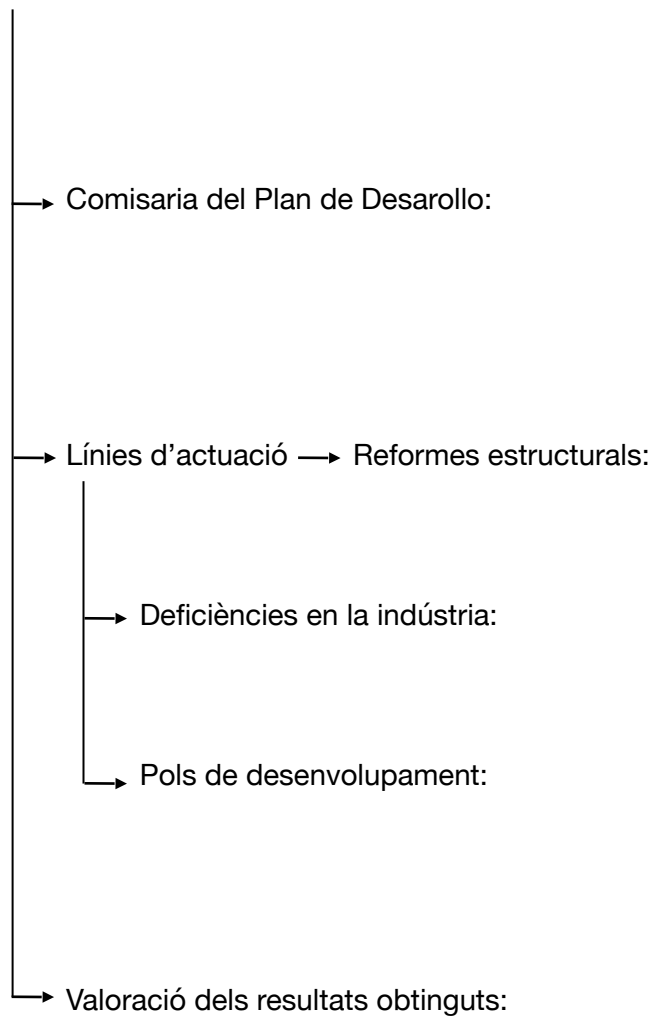 Comisaria del Plan de Desarollo:
Línies d’actuació
Reformes estructurals:
Deficiències en la indústria:
Pols de desenvolupament:
Valoració dels resultats obtinguts: